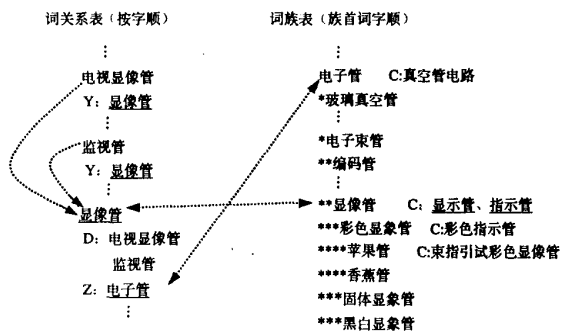 词关系表（按字顺）
⋮
电视显像管
Y：显像管
⋮
监视管
Y：显像管
⋮
显像管
D：电视显像管
监视管
Z：电子管
⋮
词族表（族首词字顺）
⋮
电子管 C:真空管电路
*玻璃真空管
⋮
*电子束管
**编码管
⋮
**显像管 C：显示管、指示管
***彩色显象管 C:彩色指示管
****苹果管 C:束指引试彩色显像管
****香蕉管
***固体显象管
***黑白显象管